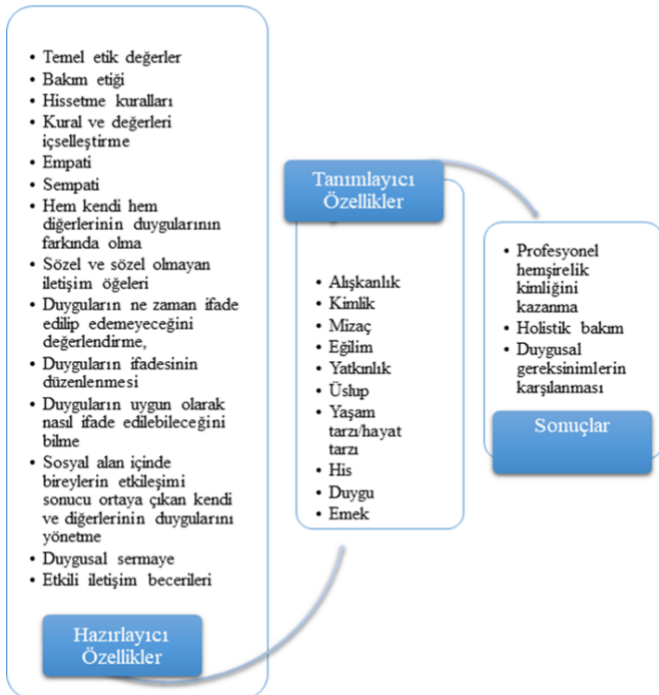 • Temel etik değerler
• Bakım etiği
• Hissetme kuralları
• Kural ve değerleri
içselleştirme
• Empati
• Sempati
• Hem kendi hem
diğerlerinin duygularının
farkında olma
• Sözel ve sözel olmayan
iletişim öğeleri
• Duyguların ne zaman ifade
edilip edemeyeceğini
değerlendirme,
• Duyguların ifadesinin
düzenlenmesi
• Duyguların uygun olarak
nasıl ifade edilebileceğini
bilme
• Sosyal alan içinde
bireylerin etkileşimi
sonucu ortaya çıkan kendi
ve diğerlerinin duygularını
yönetme
• Duygusal sermaye
• Etkili iletişim becerileri
Hazırlayıcı
Özellikler
Tanımlayıcı
Özellikler
• Alışkanlık
• Kimlik
• Mizaç
• Eğilim
• Yatkınlık
• Üslup
• Yaşam
tarzı/hayat
tarzı
• His
• Duygu
• Emek
• Profesyonel
hemşirelik
kimliğini
kazanma
• Holistik bakım
• Duygusal
gereksinimlerin
karşılanması
Sonuçlar